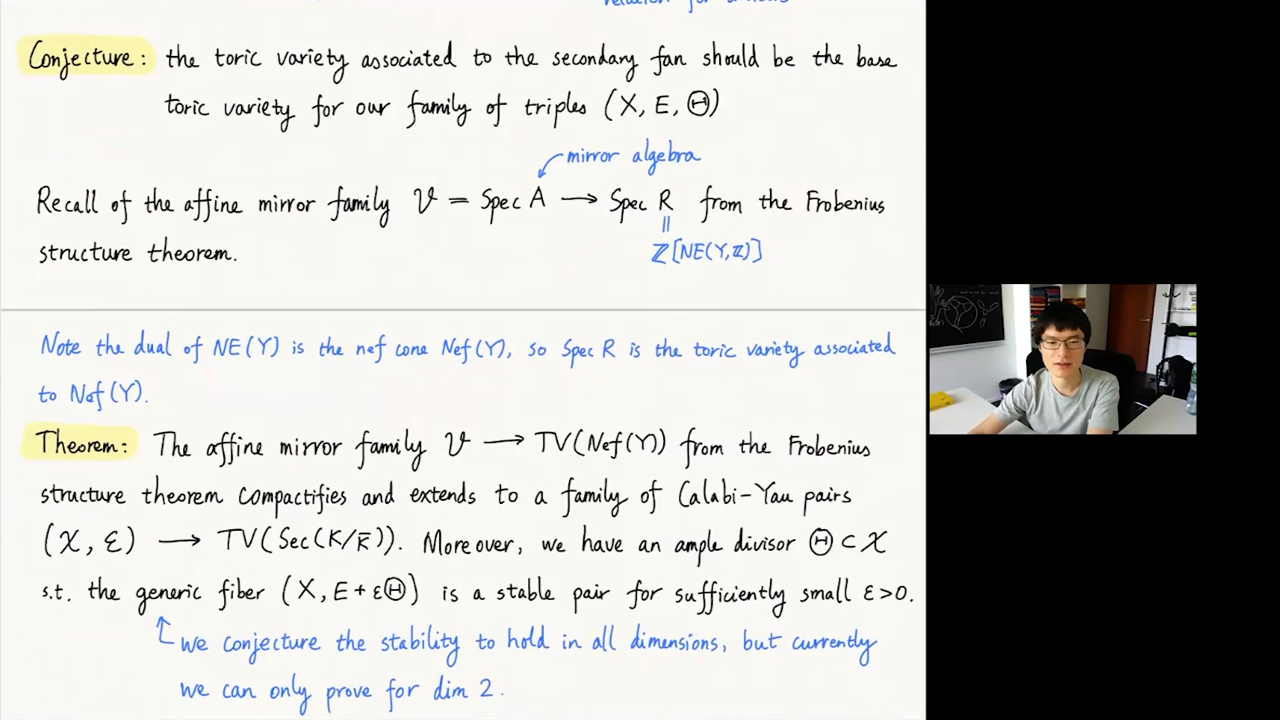 relation for
Conjecture: the toric variety associated to the secondary fan should be the base
toric variety for our family of triples (X, E, Θ)
mirror algebra
Recall of the affine mirror family 𝒱 = Spec A ⟶ Spec R from the Frobenius
||
structure theorem. ℤ[NE(Y,ℤ)]
Note the dual of NE(Y) is the nef cone Nef(Y), so Spec R is the toric variety associated
to Nef(Y).
Theorem: The affine mirror family 𝒱 ⟶ TV(Nef(Y)) from the Frobenius
structure theorem compactifies and extends to a family of Calabi-Yau pairs
(𝒳, ℰ) ⟶ TV(Sec(K/k̄)). Moreover, we have an ample divisor Θ ⊂ 𝒳
s.t. the generic fiber (X, E+εΘ) is a stable pair for sufficiently small ε>0.
we conjecture the stability to hold in all dimensions, but currently
we can only prove for dim 2.